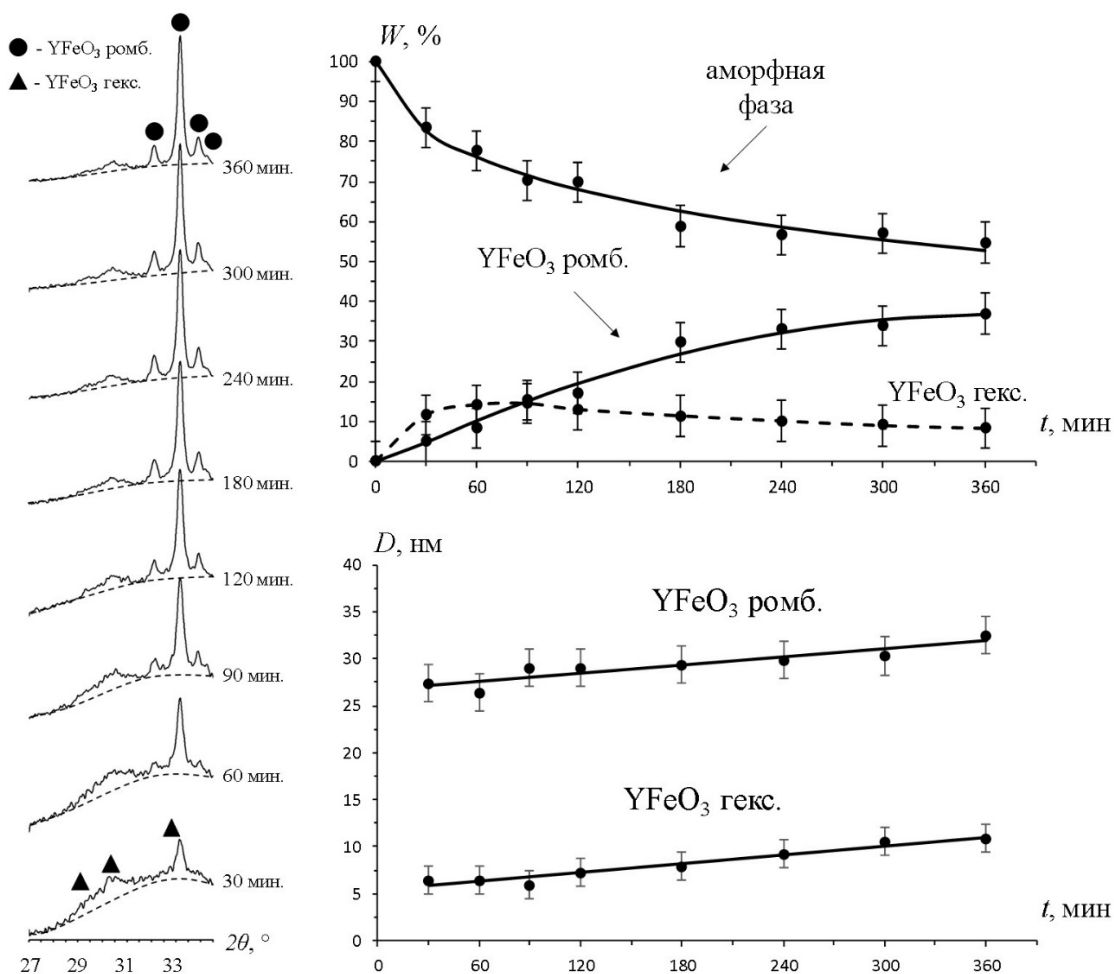 - YFeO₃ ромб.
- YFeO₃ гекс.
360 мин.
300 мин.
240 мин.
180 мин.
120 мин.
90 мин.
60 мин.
30 мин.
2θ, °
27 29 31 33
W, %
100
90
80
70
60
50
40
30
20
10
0
аморфная
фаза
YFeO₃ ромб.
YFeO₃ гекс.
t, мин
0 60 120 180 240 300 360
D, нм
40
35
30
25
20
15
10
5
0
YFeO₃ ромб.
YFeO₃ гекс.
t, мин
0 60 120 180 240 300 360